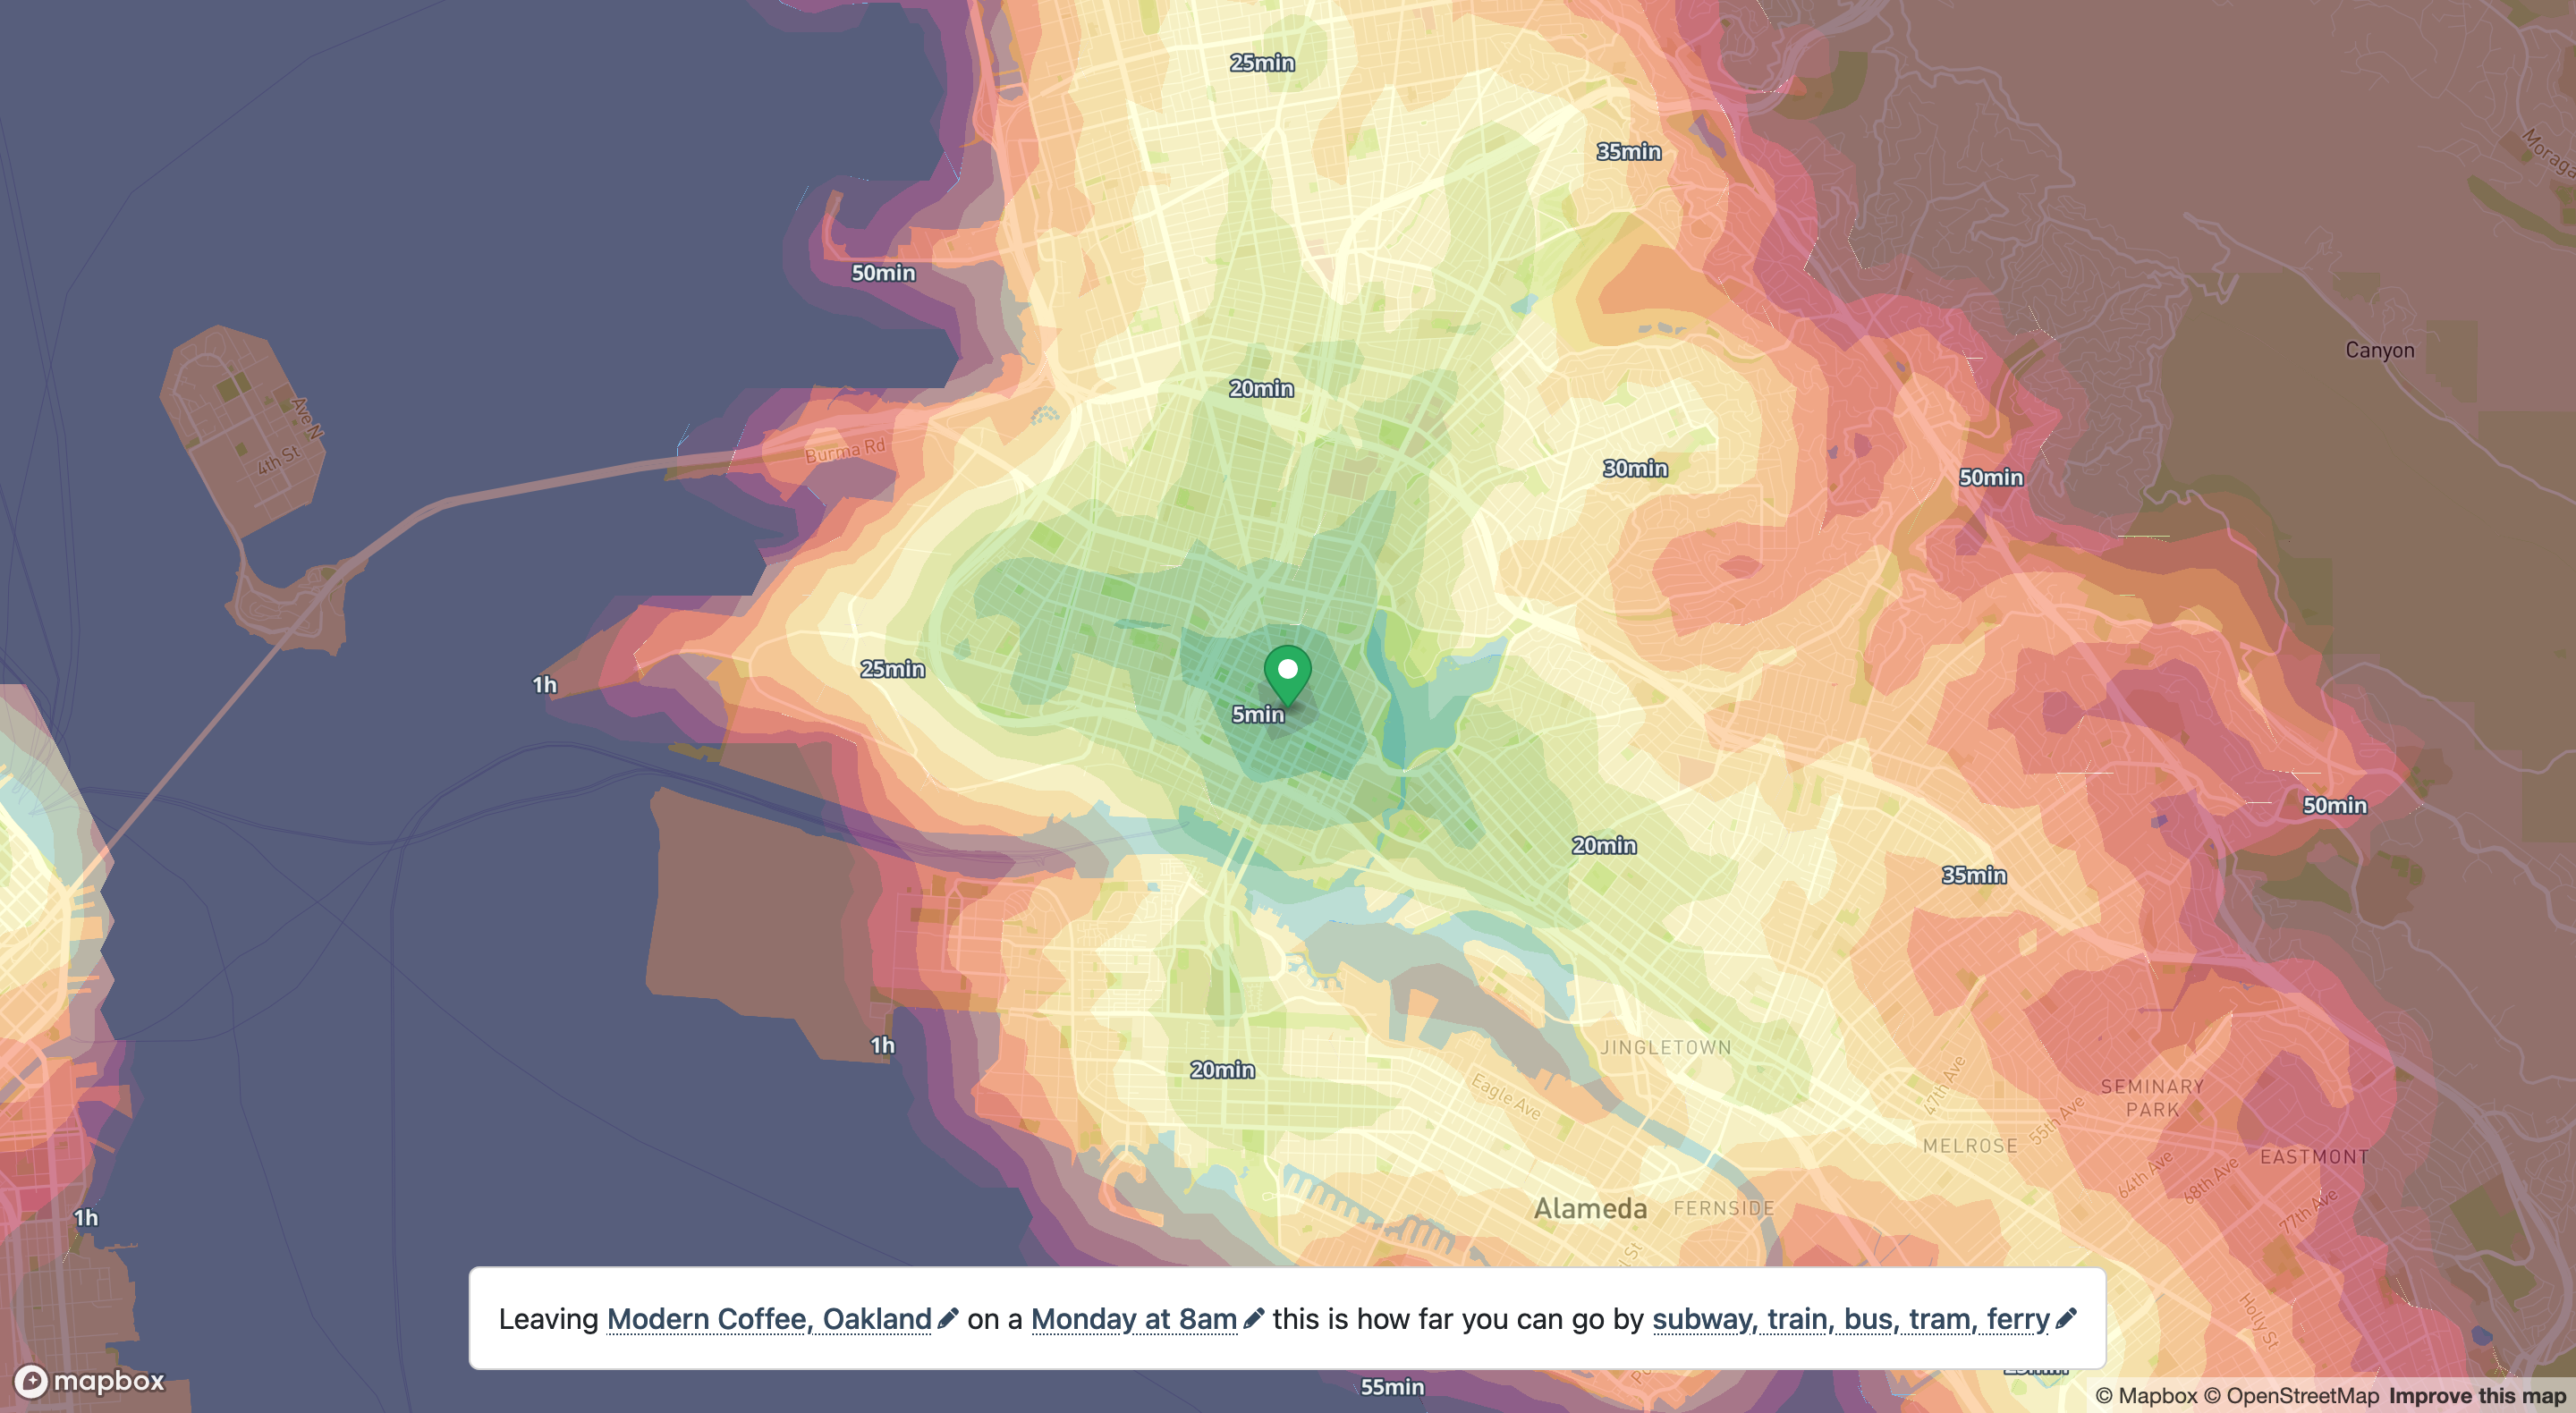 25min
35min
Moraga
50min
Canyon
20min
Ave N
4th St
Burma Rd
30min
50min
25min
1h
5min
50min
20min
35min
1h
JINGLETOWN
20min
Eagle Ave
47th Ave
SEMINARY
PARK
55th Ave
MELROSE
EASTMONT
64th Ave
68th Ave
77th Ave
Alameda
FERNSIDE
1h
Holly St
Leaving Modern Coffee, Oakland on a Monday at 8am this is how far you can go by subway, train, bus, tram, ferry
55min
mapbox
© Mapbox © OpenStreetMap Improve this map